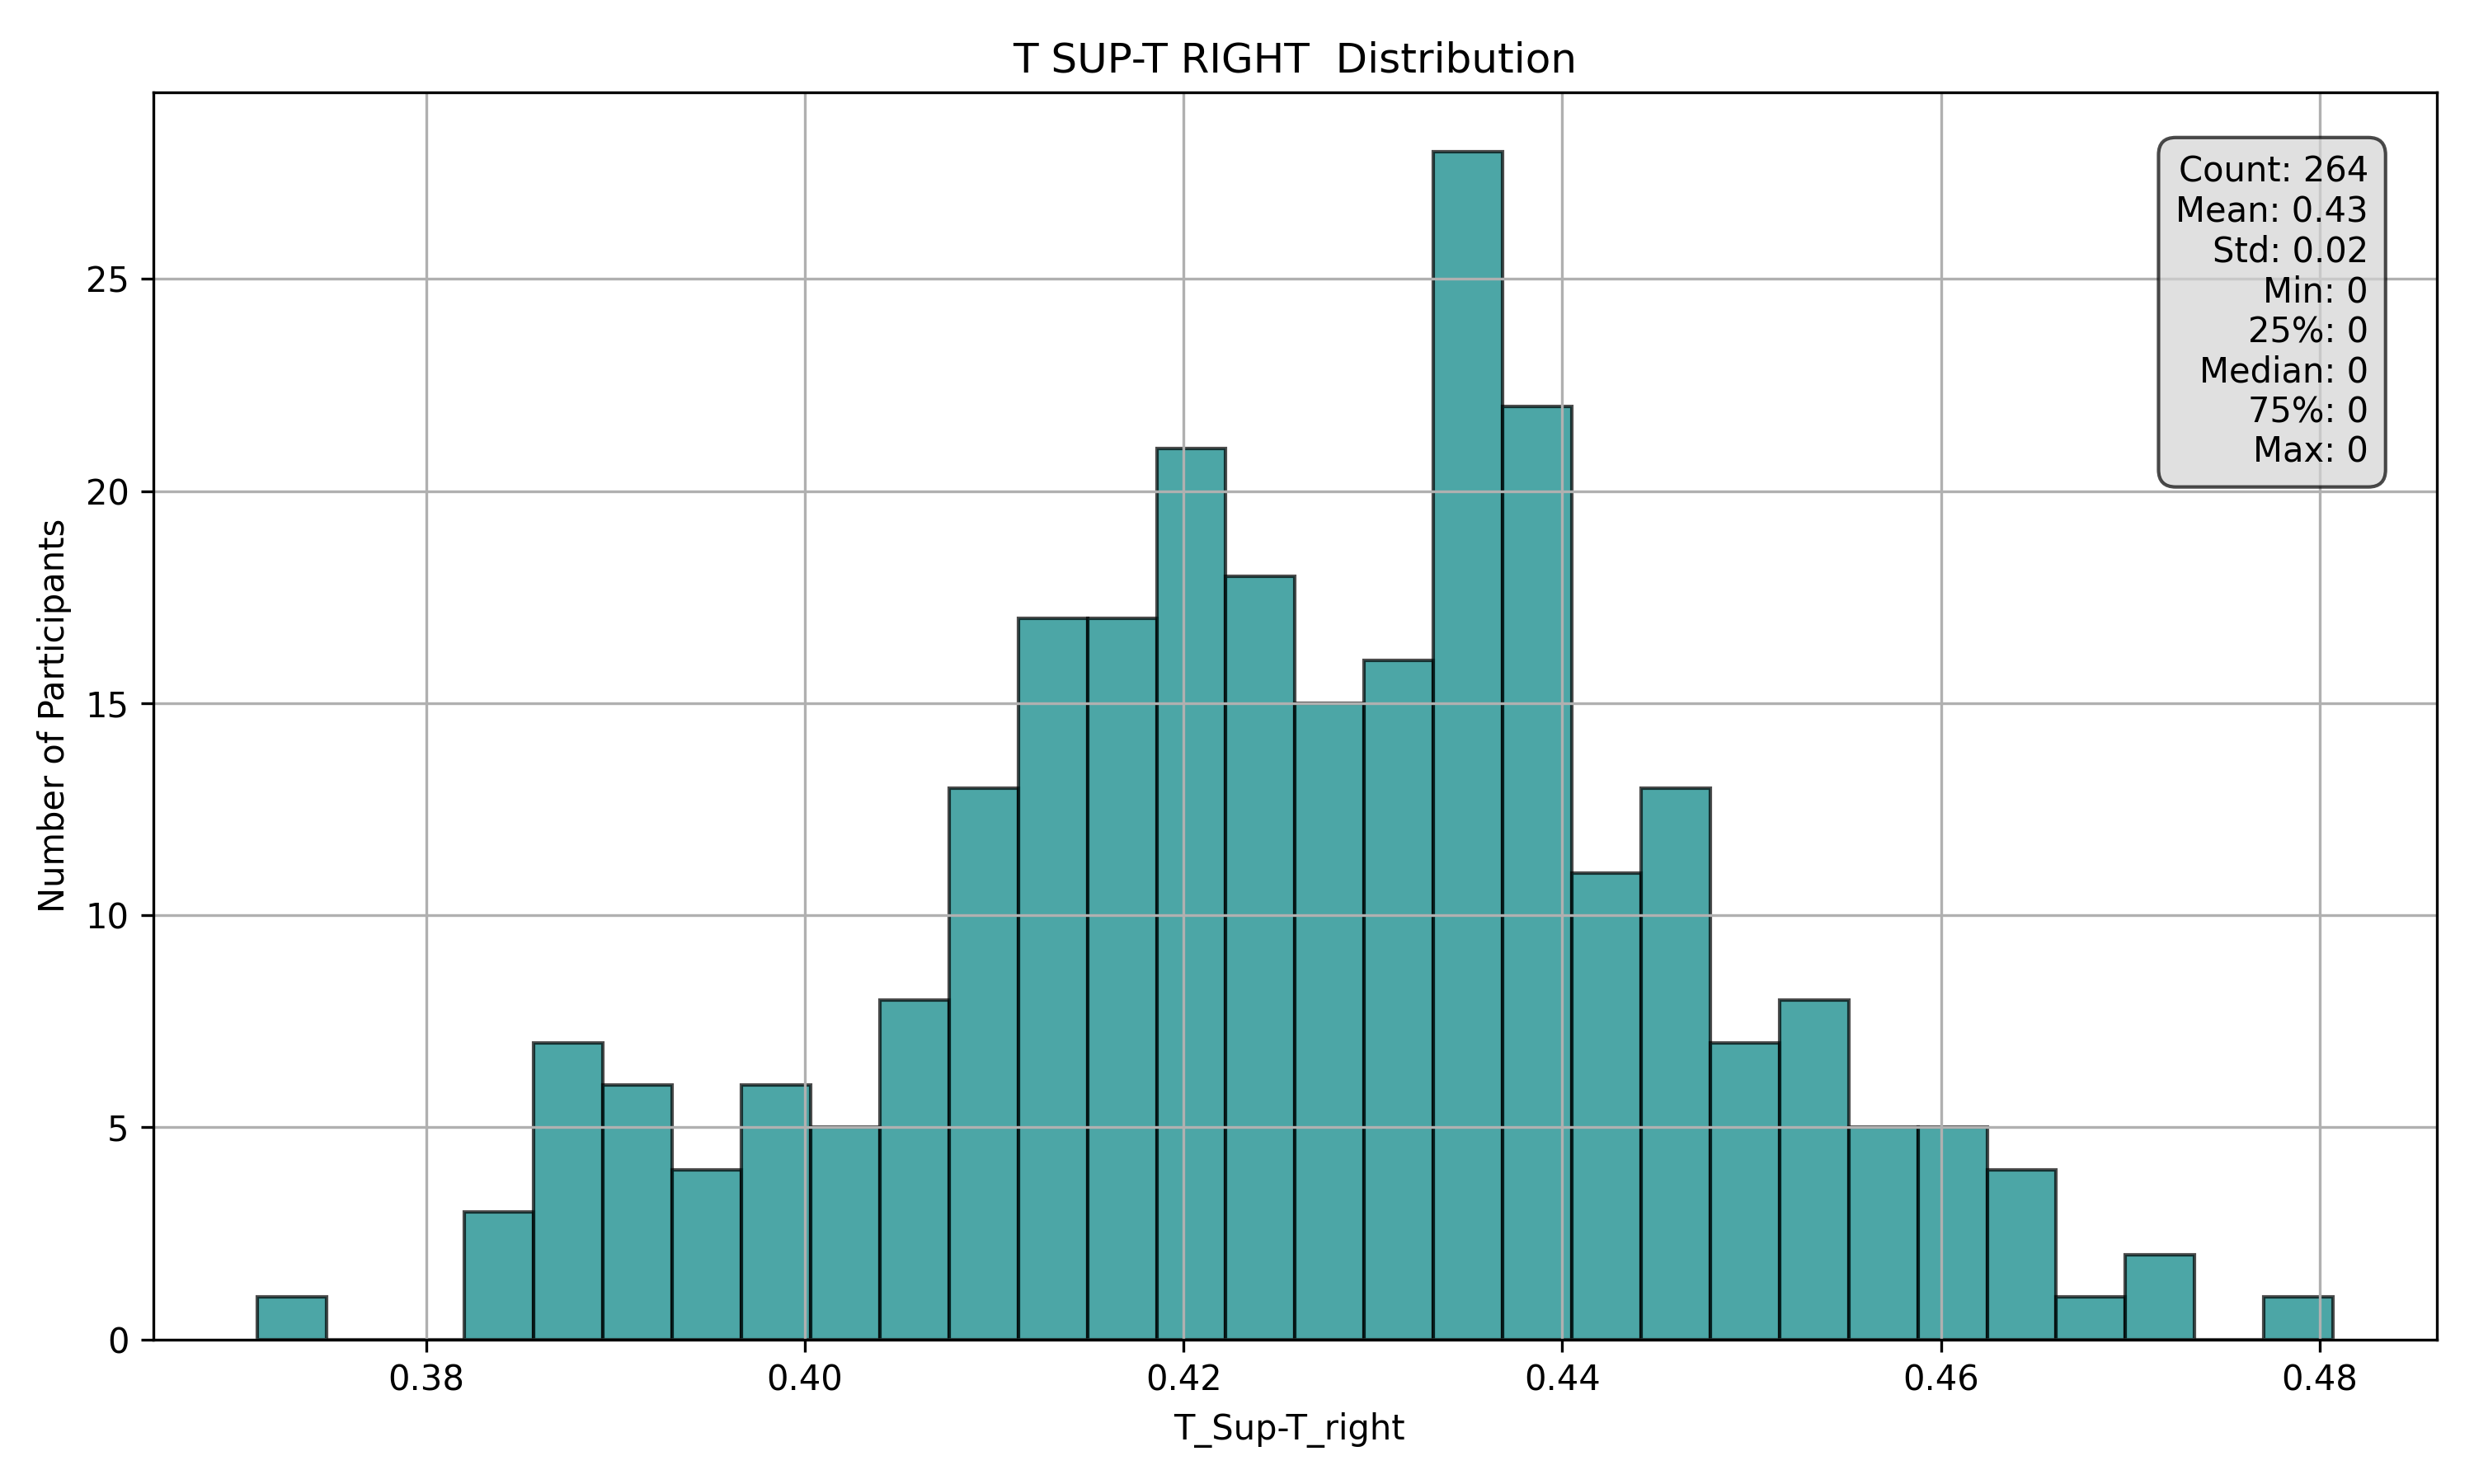 T SUP-T RIGHT  Distribution
Count: 264
Mean: 0.43
Std: 0.02
Min: 0
25%: 0
Median: 0
75%: 0
Max: 0
Number of Participants
25
20
15
10
5
0
0.38 0.40 0.42 0.44 0.46 0.48
T_Sup-T_right